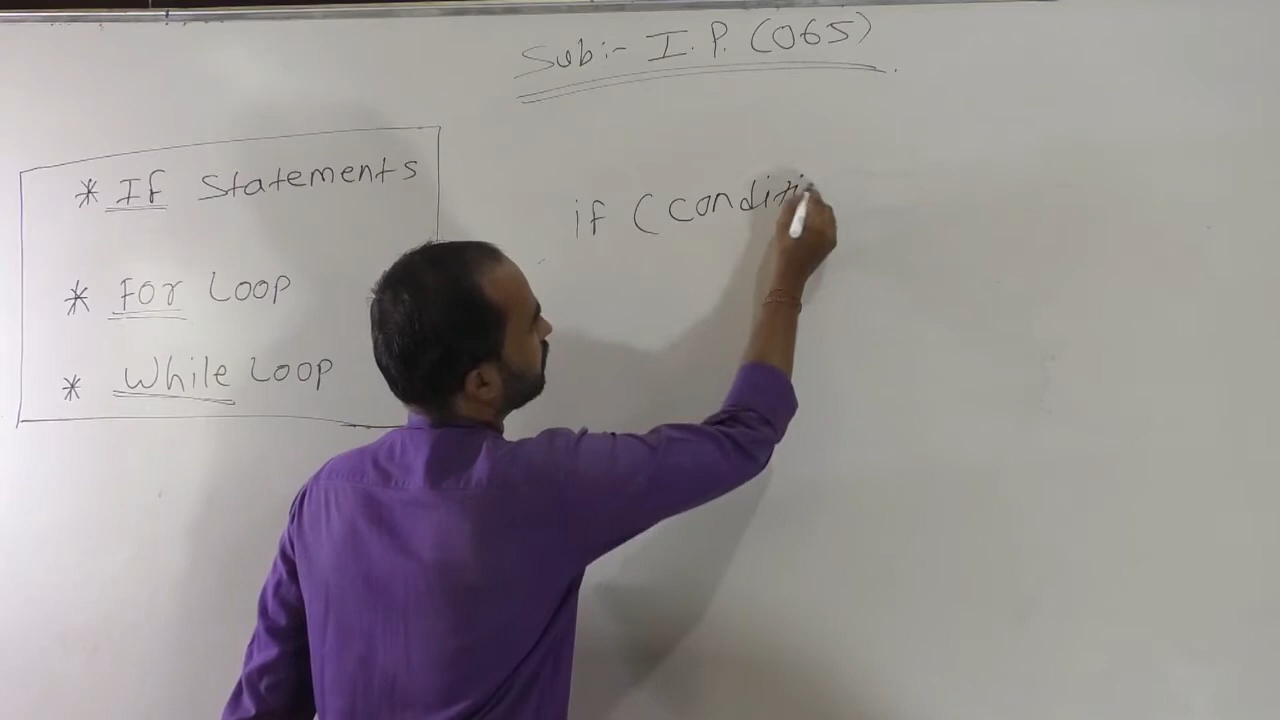 Sub:- I.P. (065)
* If Statements
* For Loop
* While Loop
if (conditi